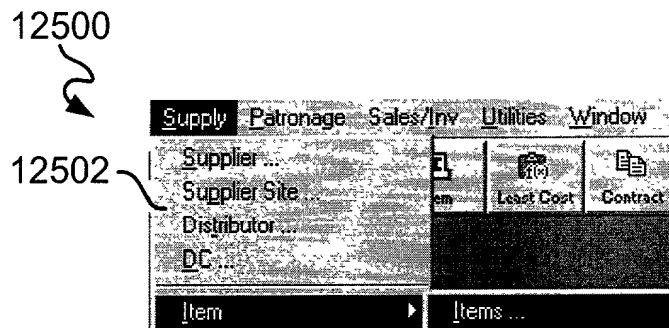 12500
Supply Patronage Sales/Inv Utilities Window
12502
Supplier ...
Supplier Site ...
Distributor ...
DC ...
Least Cost Contract
Item Items ...